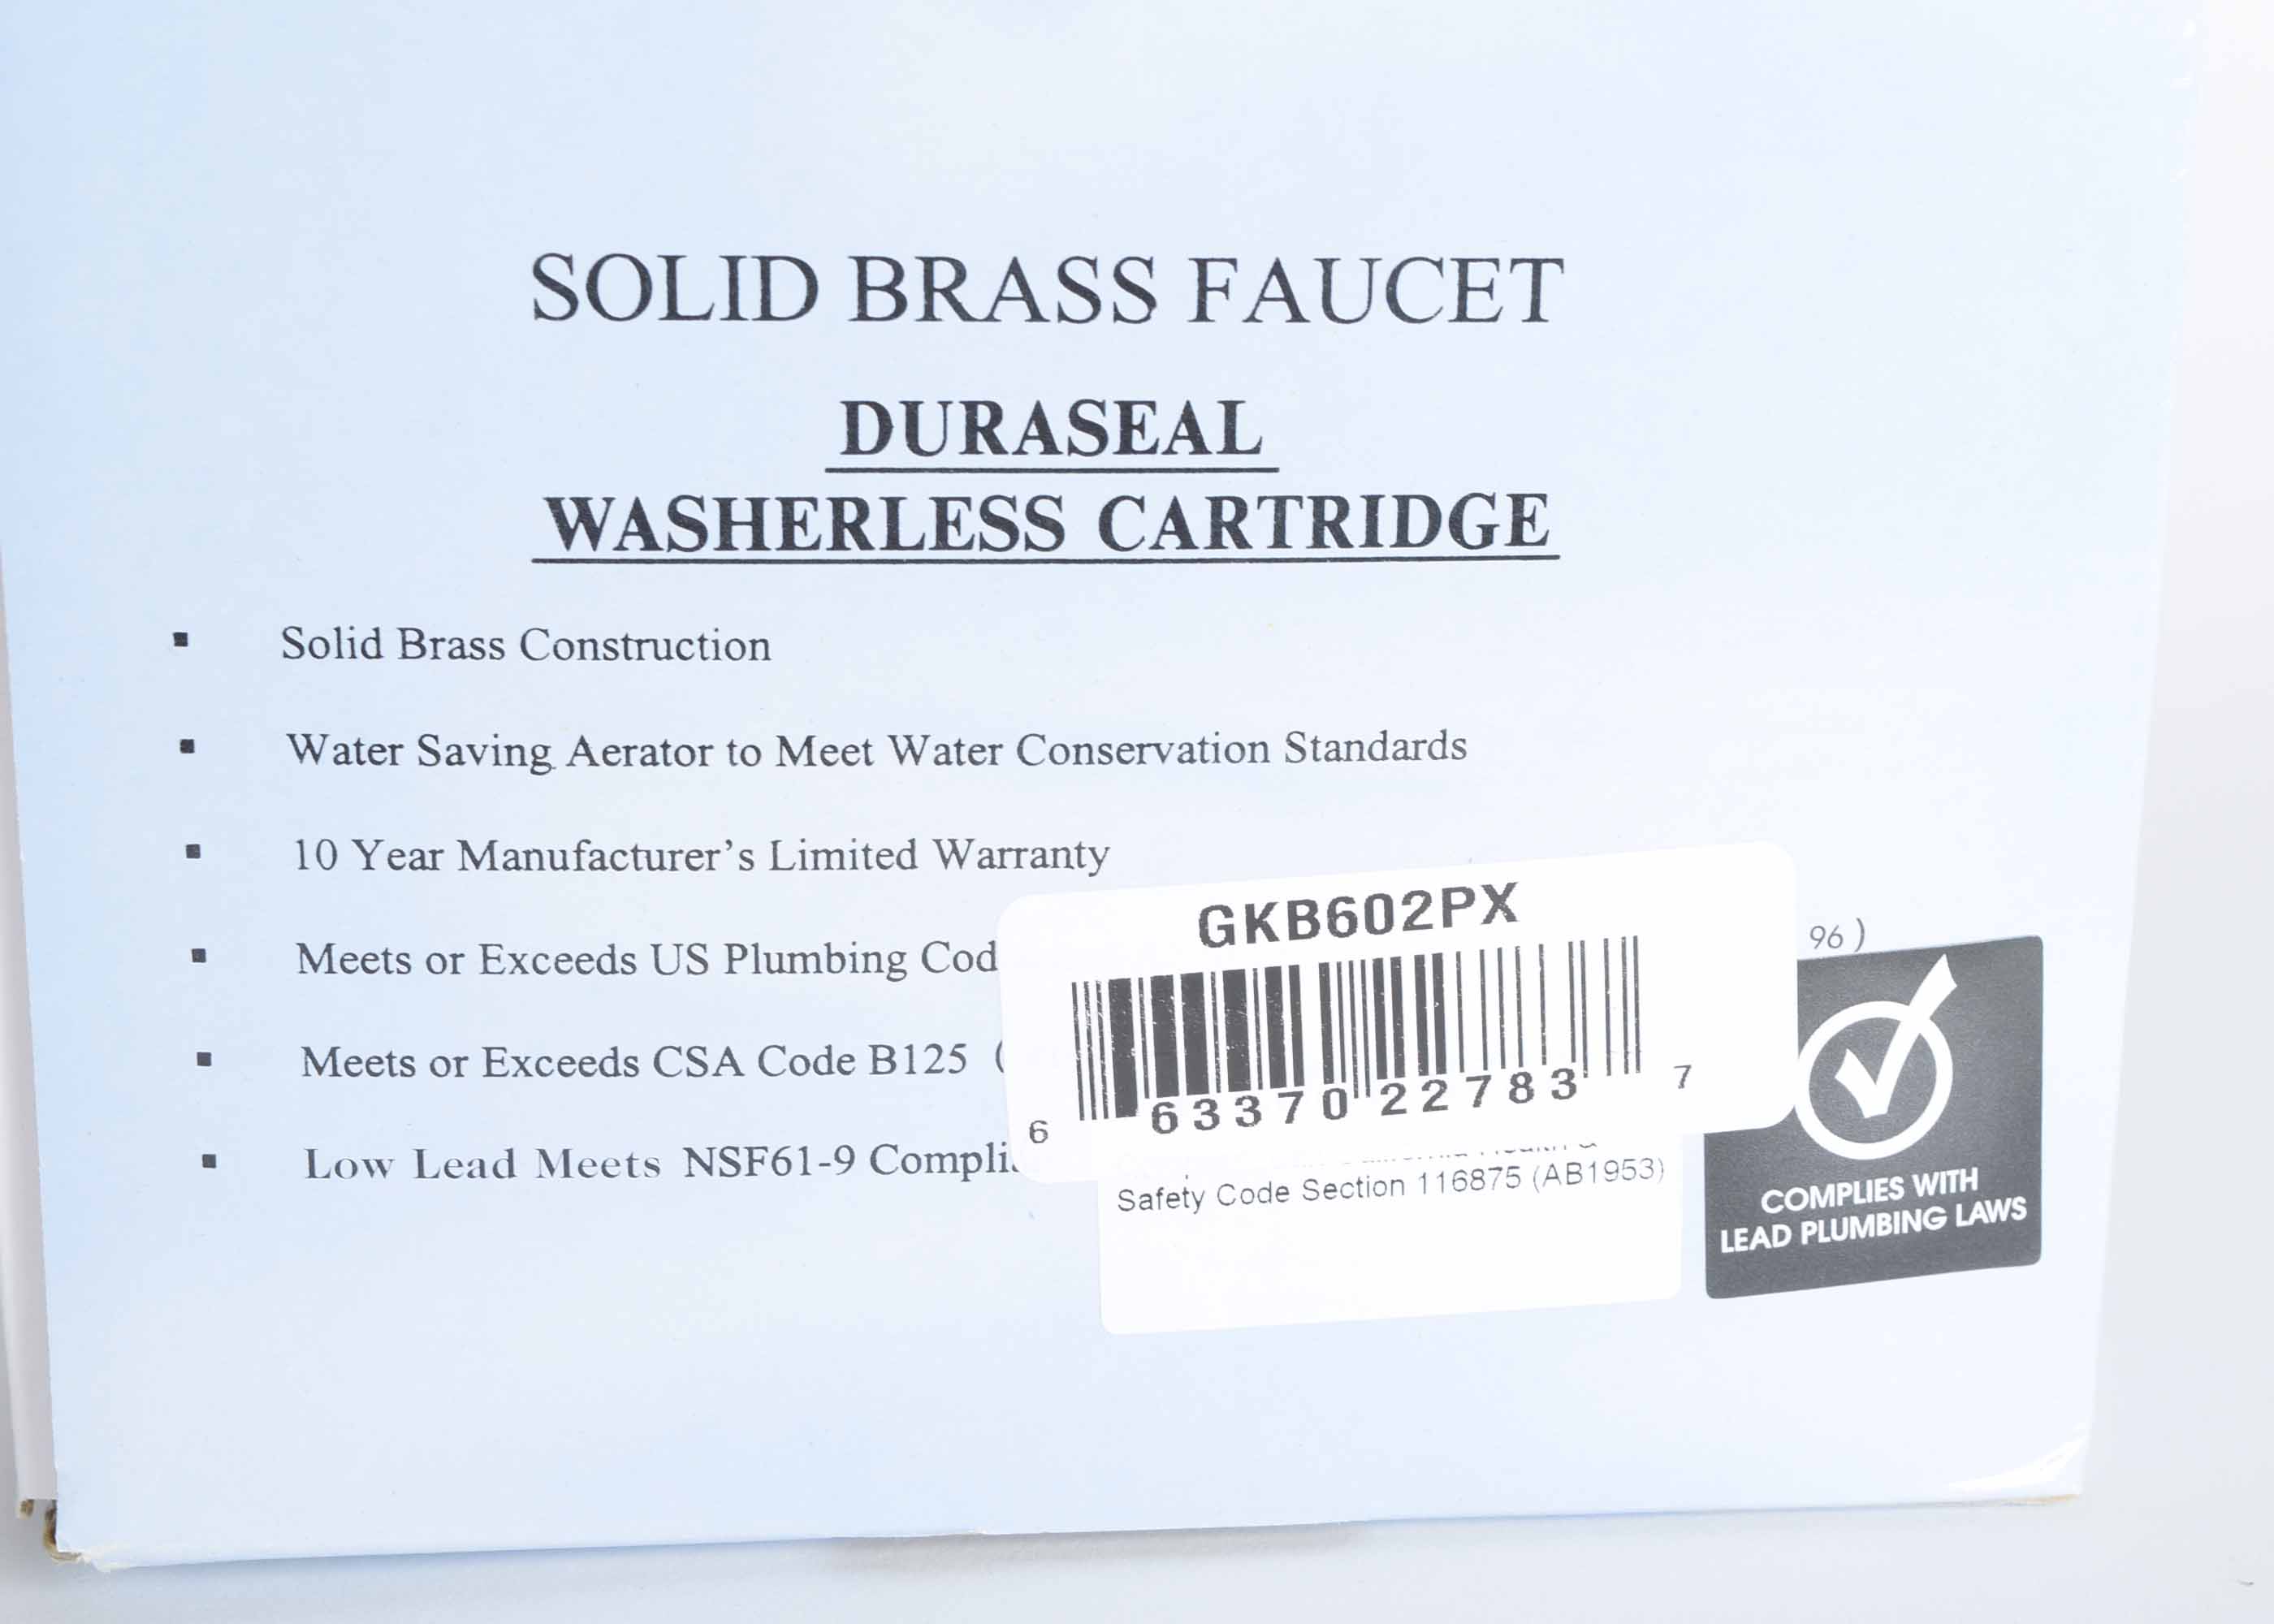 SOLID BRASS FAUCET
DURASEAL
WASHERLESS CARTRIDGE
▪ Solid Brass Construction
▪ Water Saving Aerator to Meet Water Conservation Standards
▪ 10 Year Manufacturer's Limited Warranty
▪ Meets or Exceeds US Plumbing Cod
96 )
▪ Meets or Exceeds CSA Code B125 (
▪ Low Lead Meets NSF61-9 Compli
GKB602PX
6 63370 22783 7
Safety Code Section 116875 (AB1953)
COMPLIES WITH
LEAD PLUMBING LAWS